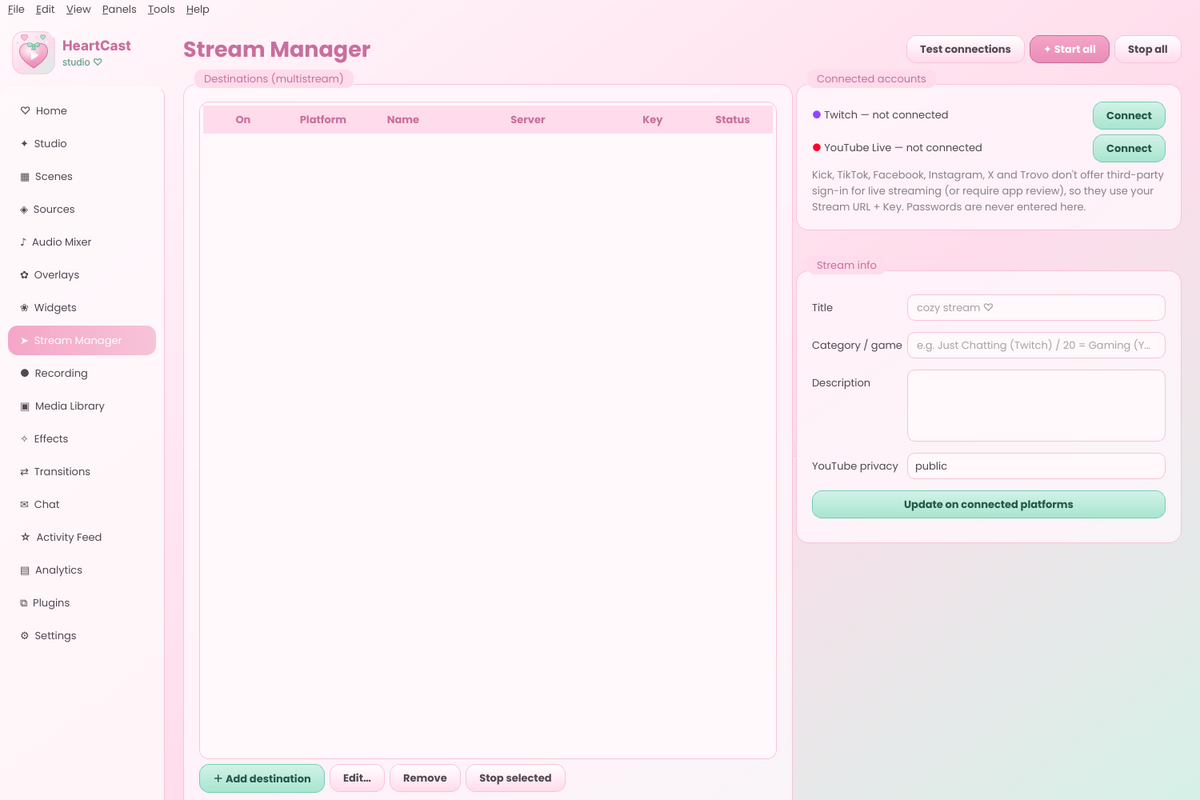 File Edit View Panels Tools Help
HeartCast
studio ♡
♡ Home
✦ Studio
▦ Scenes
◈ Sources
♪ Audio Mixer
✿ Overlays
❀ Widgets
➤ Stream Manager
● Recording
▣ Media Library
✧ Effects
⇄ Transitions
✉ Chat
☆ Activity Feed
▤ Analytics
⧉ Plugins
⚙ Settings
Stream Manager
Test connections
✦ Start all
Stop all
Destinations (multistream)
On Platform Name Server Key Status
+ Add destination
Edit...
Remove
Stop selected
Connected accounts
● Twitch — not connected
Connect
● YouTube Live — not connected
Connect
Kick, TikTok, Facebook, Instagram, X and Trovo don't offer third-party
sign-in for live streaming (or require app review), so they use your
Stream URL + Key. Passwords are never entered here.
Stream info
Title
cozy stream ♡
Category / game
e.g. Just Chatting (Twitch) / 20 = Gaming (Y...
Description
YouTube privacy
public
Update on connected platforms